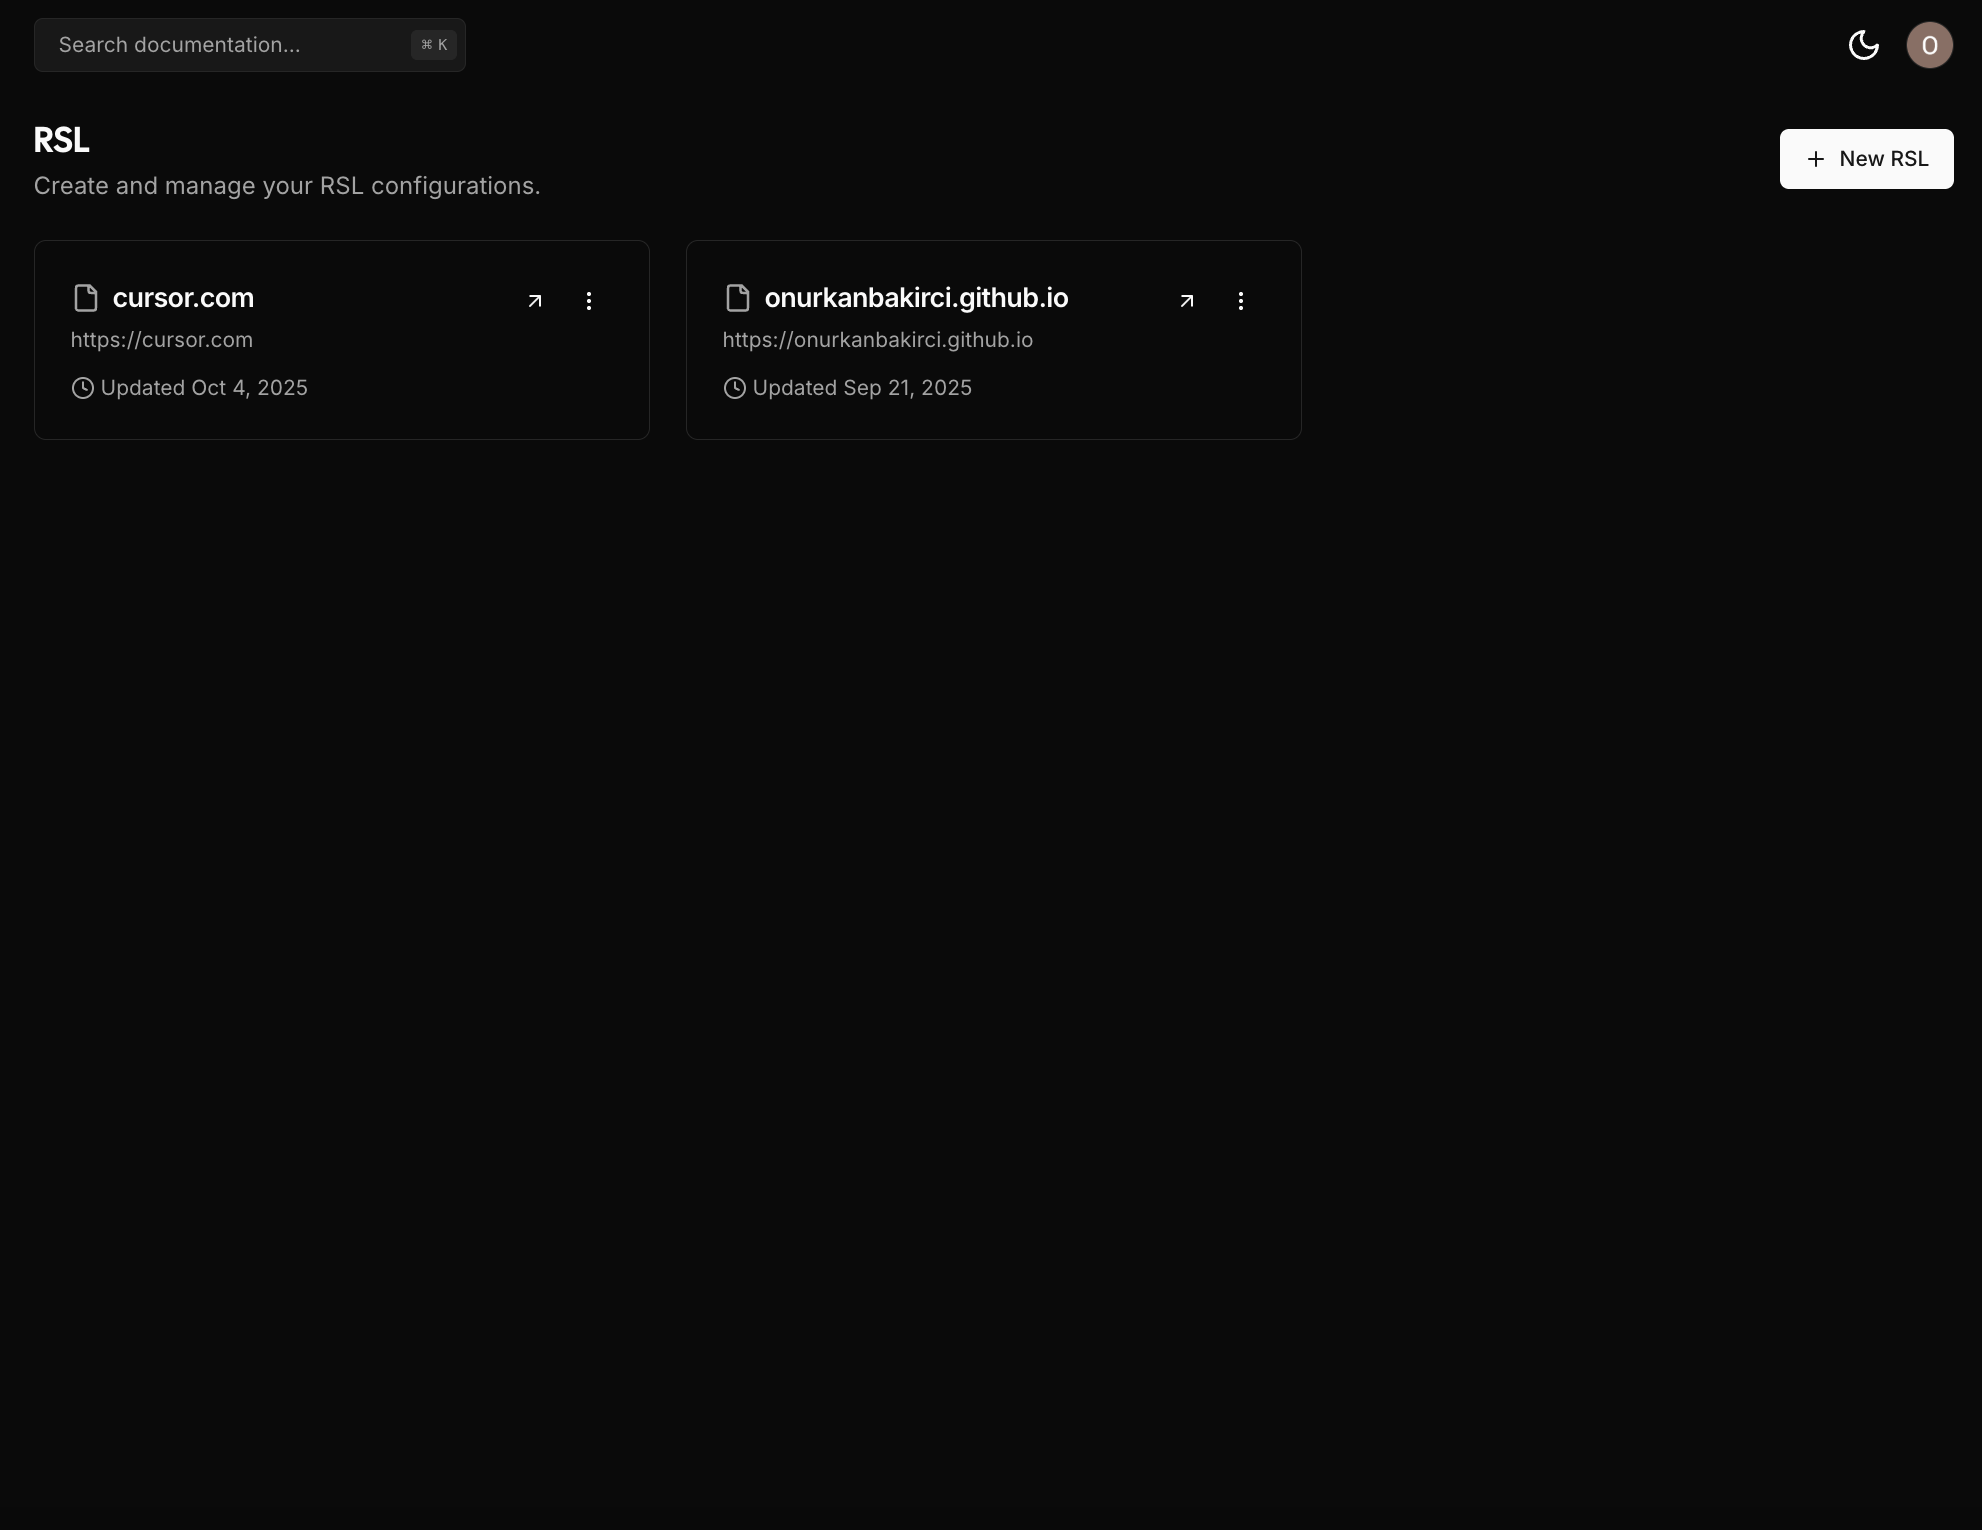 Search documentation...
⌘ K
O
RSL
Create and manage your RSL configurations.
New RSL
cursor.com
https://cursor.com
Updated Oct 4, 2025
onurkanbakirci.github.io
https://onurkanbakirci.github.io
Updated Sep 21, 2025